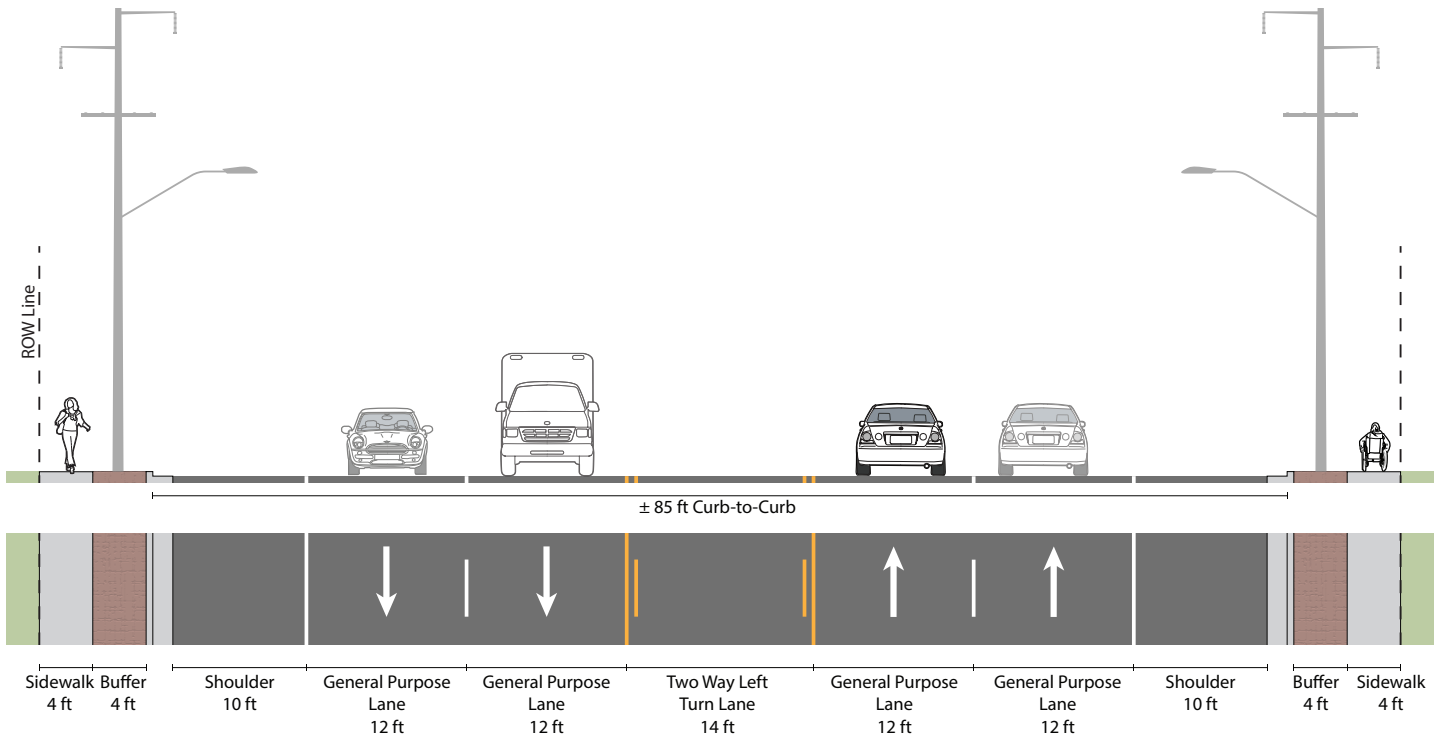 ROW Line
± 85 ft Curb-to-Curb
Sidewalk
4 ft
Buffer
4 ft
Shoulder
10 ft
General Purpose
Lane
12 ft
General Purpose
Lane
12 ft
Two Way Left
Turn Lane
14 ft
General Purpose
Lane
12 ft
General Purpose
Lane
12 ft
Shoulder
10 ft
Buffer
4 ft
Sidewalk
4 ft